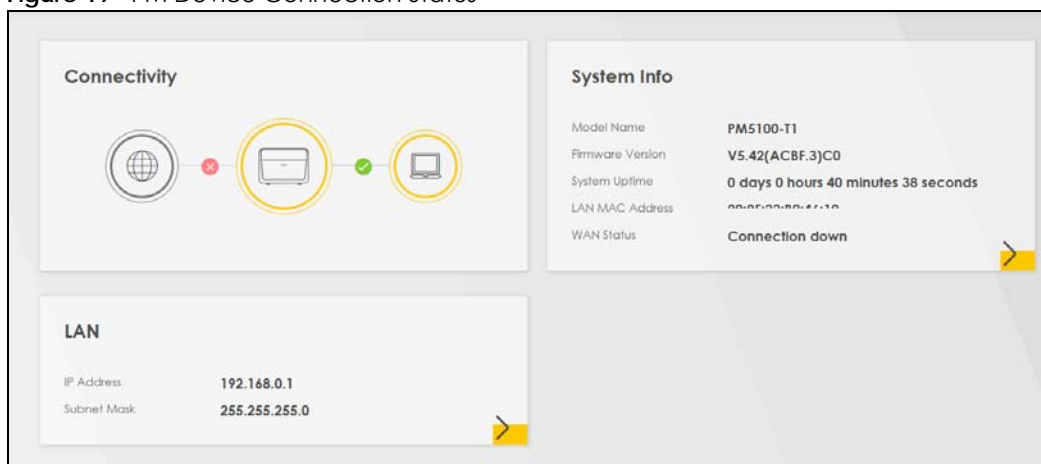 Connectivity
System Info
Model Name PM5100-T1
Firmware Version V5.42(ACBF.3)C0
System Uptime 0 days 0 hours 40 minutes 38 seconds
LAN MAC Address
WAN Status Connection down
LAN
IP Address 192.168.0.1
Subnet Mask 255.255.255.0